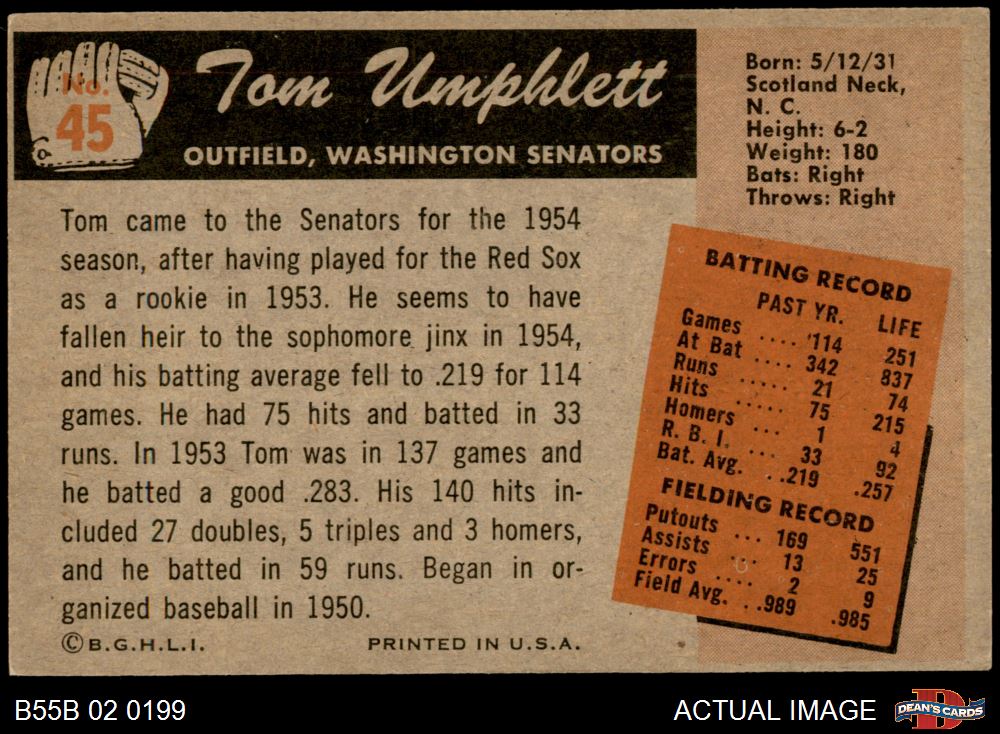 No.
45
Tom Umphlett
OUTFIELD, WASHINGTON SENATORS
Born: 5/12/31
Scotland Neck,
N. C.
Height: 6-2
Weight: 180
Bats: Right
Throws: Right
Tom came to the Senators for the 1954
season, after having played for the Red Sox
as a rookie in 1953. He seems to have
fallen heir to the sophomore jinx in 1954,
and his batting average fell to .219 for 114
games. He had 75 hits and batted in 33
runs. In 1953 Tom was in 137 games and
he batted a good .283. His 140 hits in-
cluded 27 doubles, 5 triples and 3 homers,
and he batted in 59 runs. Began in or-
ganized baseball in 1950.
©B.G.H.L.I. PRINTED IN U.S.A.
BATTING RECORD
PAST YR. LIFE
Games .... 114 251
At Bat .... 342 837
Runs ..... 21 74
Hits ..... 75 215
Homers ... 1 4
R. B. I. ... 33 92
Bat. Avg. . .219 .257
FIELDING RECORD
Putouts ... 169 551
Assists ... 13 25
Errors .... 2 9
Field Avg. . .989 .985
B55B 02 0199 ACTUAL IMAGE
DEAN'S CARDS